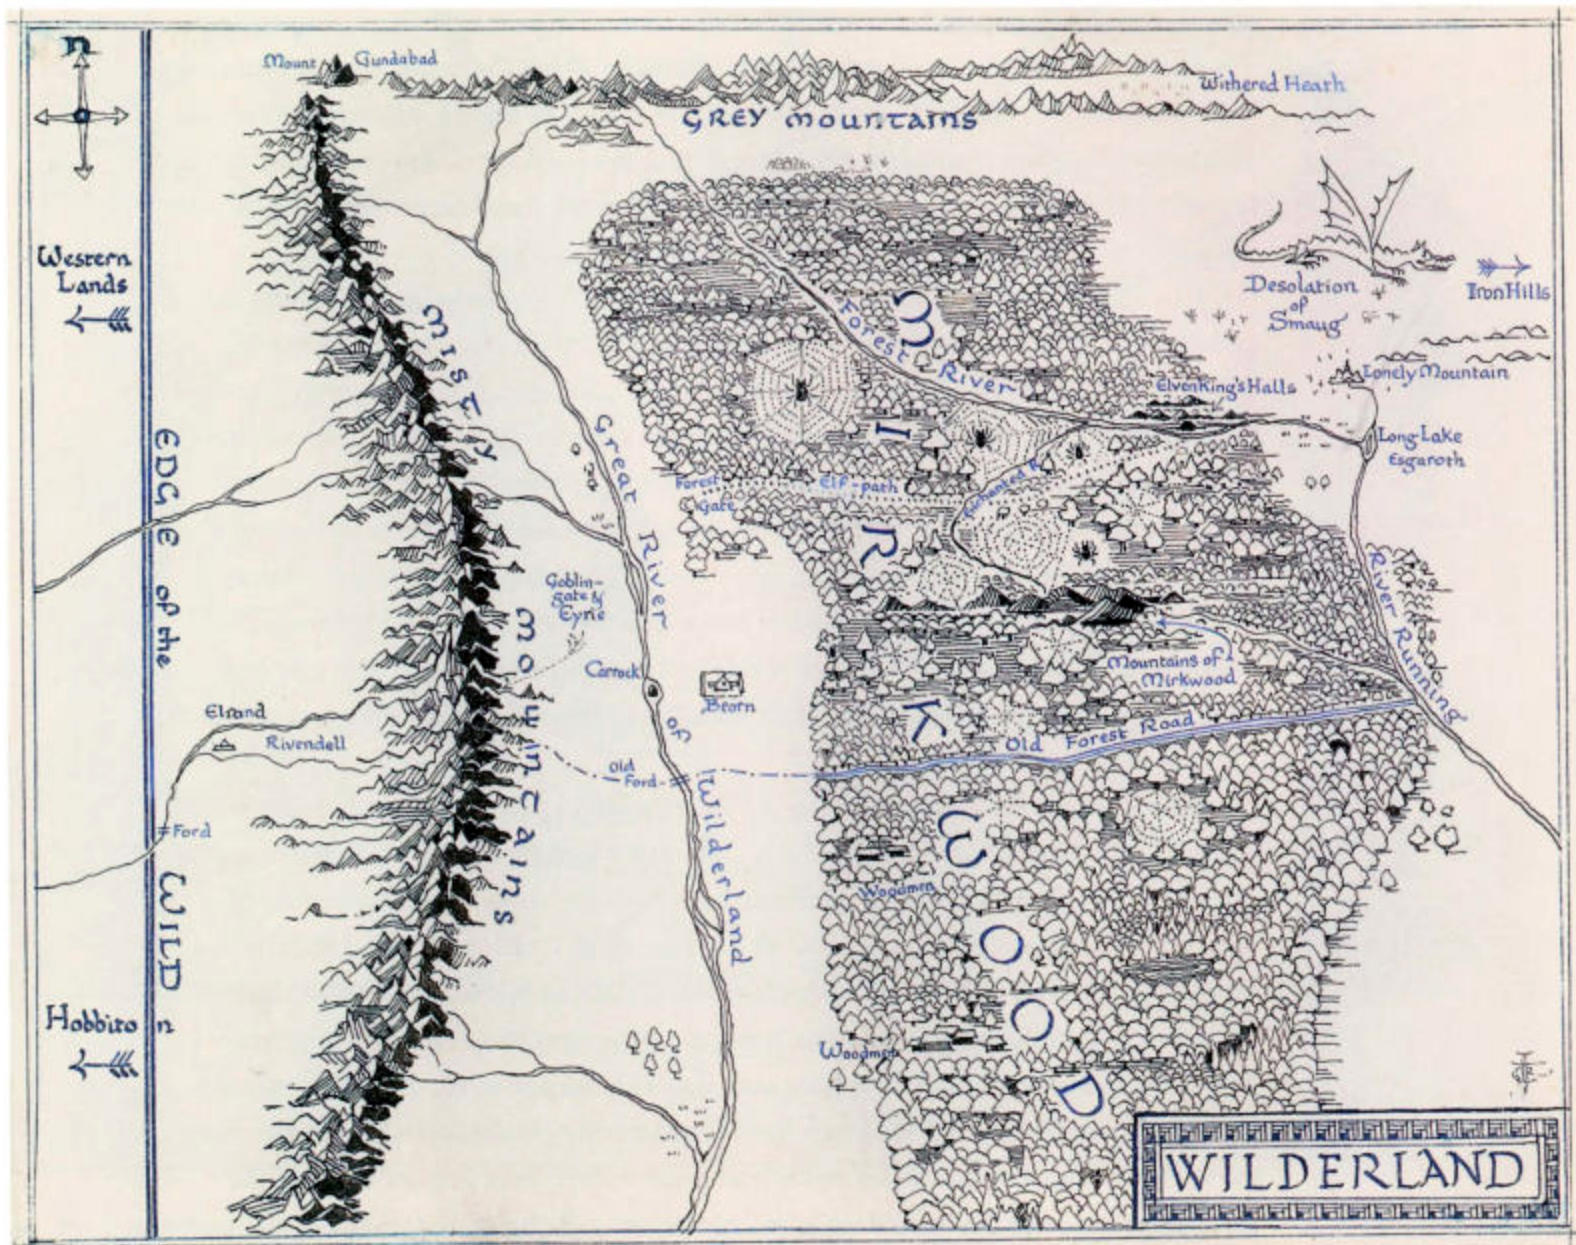 n
Mount Gundabad
Withered Heath
GREY MOUNTAINS
Western
Lands
Desolation
of
Smaug
Iron Hills
MISTY
MOUNTAINS
Forest River
Elvenking's Halls
Lonely Mountain
Long Lake
Esgaroth
Great River of Wilderland
Forest
Gate
Elf-path
Enchanted R.
EDGE of the WILD
Goblin-
gate &
Eyrie
Carrock
Beorn
Mountains of
Mirkwood
River Running
Elrond
Rivendell
Old Forest Road
Old
Ford
Ford
MIRKWOOD
Woodmen
Hobbiton
Woodmen
WILDERLAND